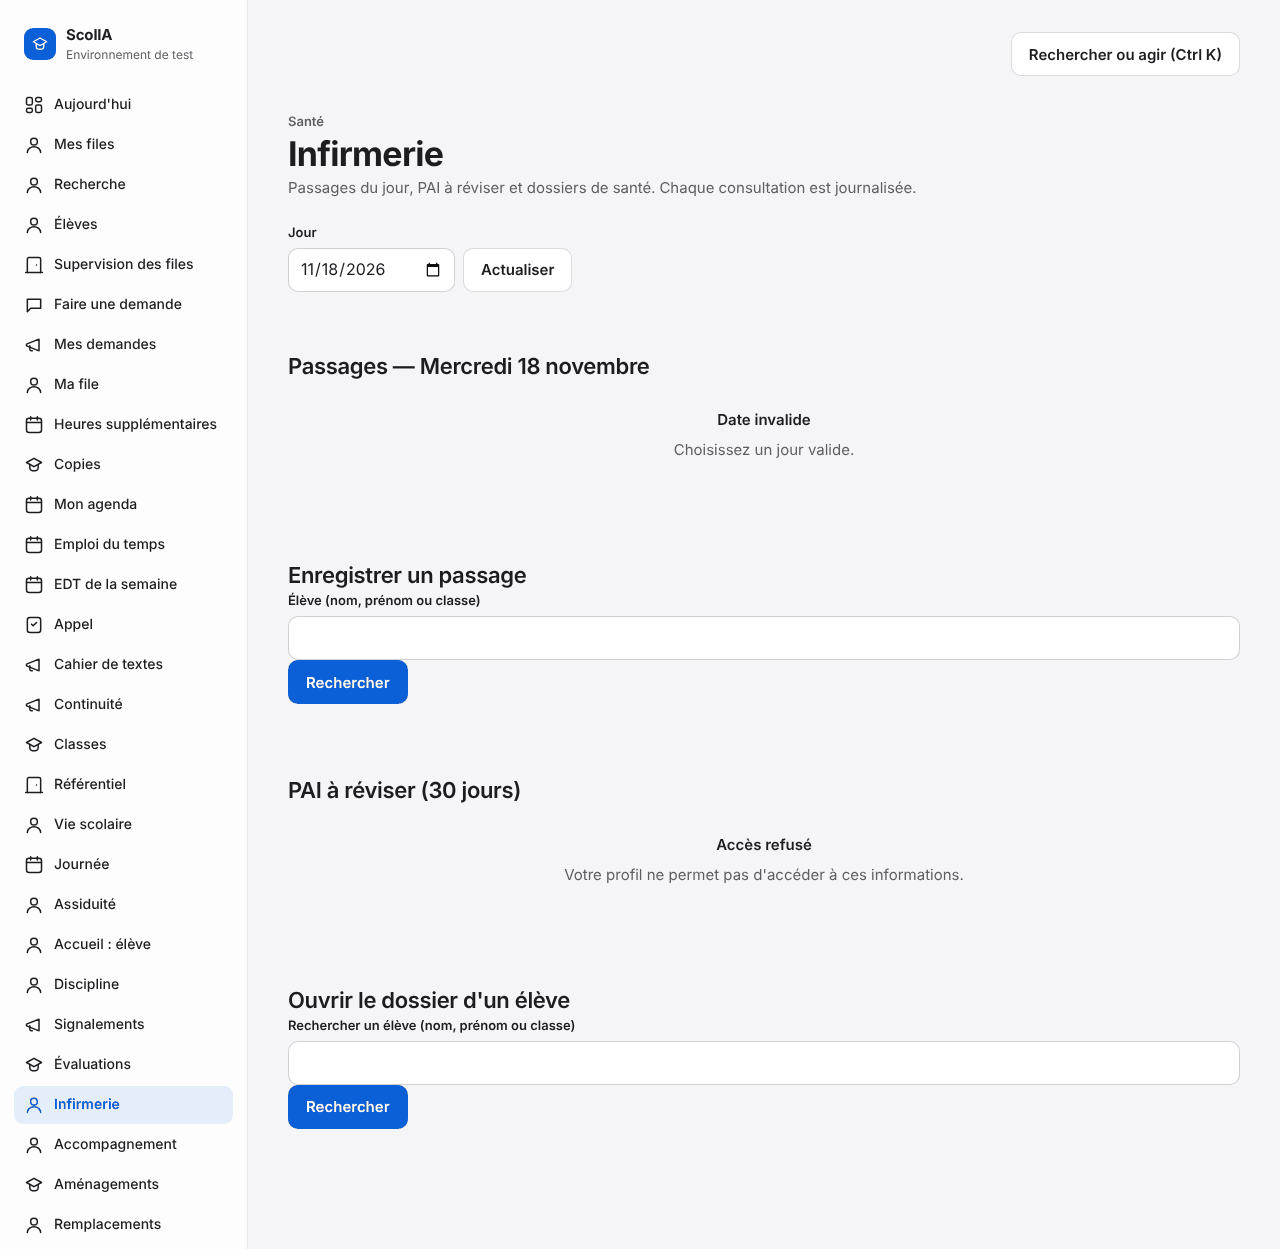 ScolIA
Environnement de test
Aujourd'hui
Mes files
Recherche
Élèves
Supervision des files
Faire une demande
Mes demandes
Ma file
Heures supplémentaires
Copies
Mon agenda
Emploi du temps
EDT de la semaine
Appel
Cahier de textes
Continuité
Classes
Référentiel
Vie scolaire
Journée
Assiduité
Accueil : élève
Discipline
Signalements
Évaluations
Infirmerie
Accompagnement
Aménagements
Remplacements
Rechercher ou agir (Ctrl K)
Santé
Infirmerie
Passages du jour, PAI à réviser et dossiers de santé. Chaque consultation est journalisée.
Jour
11/18/2026
Actualiser
Passages — Mercredi 18 novembre
Date invalide
Choisissez un jour valide.
Enregistrer un passage
Élève (nom, prénom ou classe)
Rechercher
PAI à réviser (30 jours)
Accès refusé
Votre profil ne permet pas d'accéder à ces informations.
Ouvrir le dossier d'un élève
Rechercher un élève (nom, prénom ou classe)
Rechercher